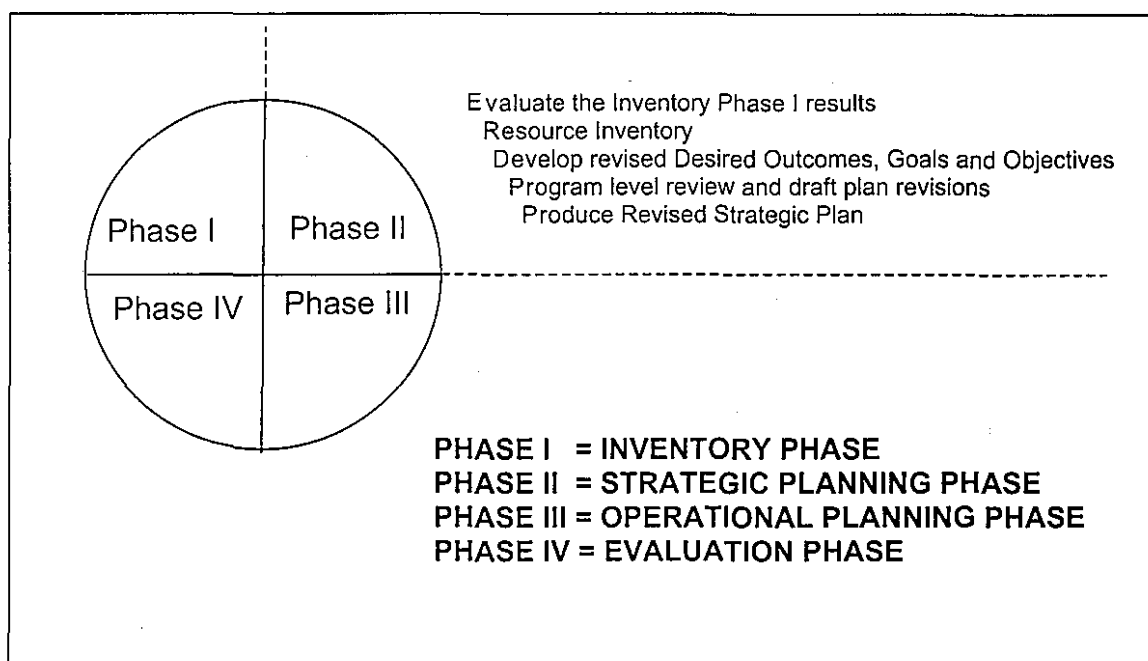 Evaluate the Inventory Phase I results
Resource Inventory
Develop revised Desired Outcomes, Goals and Objectives
Program level review and draft plan revisions
Produce Revised Strategic Plan
Phase I
Phase II
Phase IV
Phase III
PHASE I = INVENTORY PHASE
PHASE II = STRATEGIC PLANNING PHASE
PHASE III = OPERATIONAL PLANNING PHASE
PHASE IV = EVALUATION PHASE